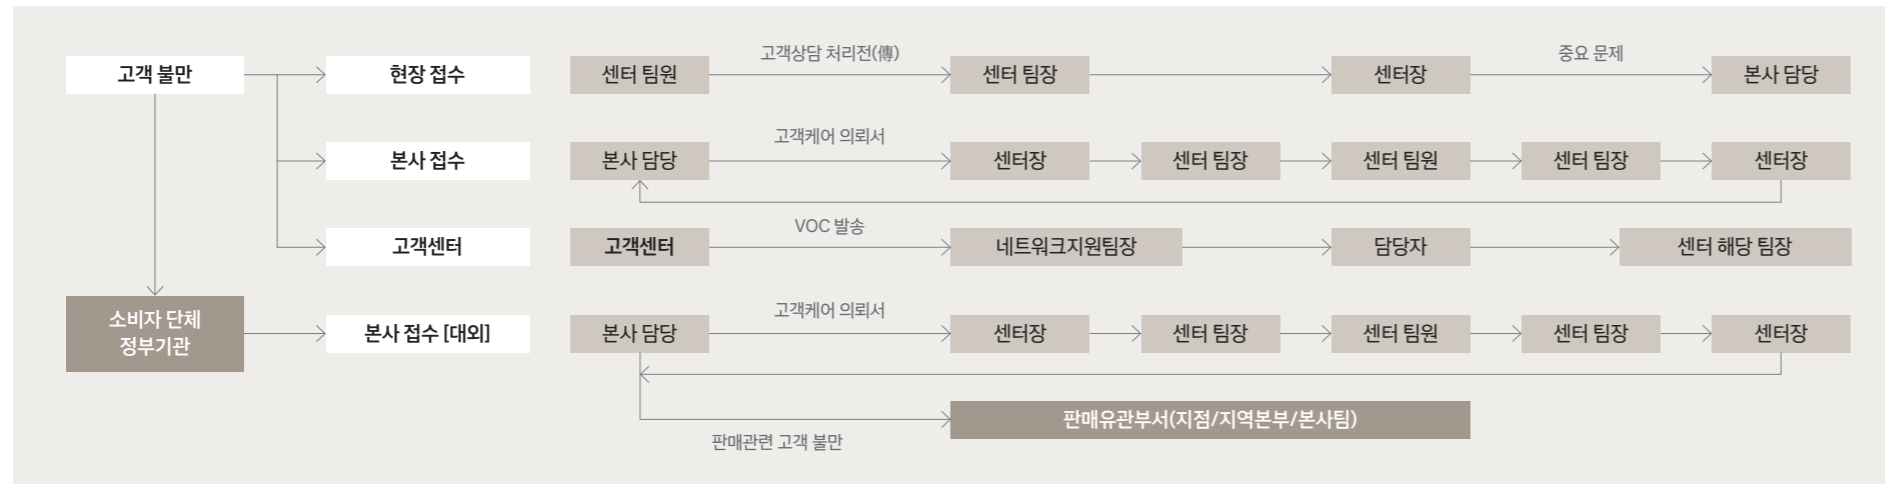 고객 불만
현장 접수
센터 팀원
고객상담 처리전(傳)
센터 팀장
센터장
중요 문제
본사 담당
본사 접수
본사 담당
고객케어 의뢰서
센터장
센터 팀장
센터 팀원
센터 팀장
센터장
고객센터
고객센터
VOC 발송
네트워크지원팀장
담당자
센터 해당 팀장
소비자 단체
정부기관
본사 접수 [대외]
본사 담당
고객케어 의뢰서
센터장
센터 팀장
센터 팀원
센터 팀장
센터장
판매관련 고객 불만
판매유관부서(지점/지역본부/본사팀)